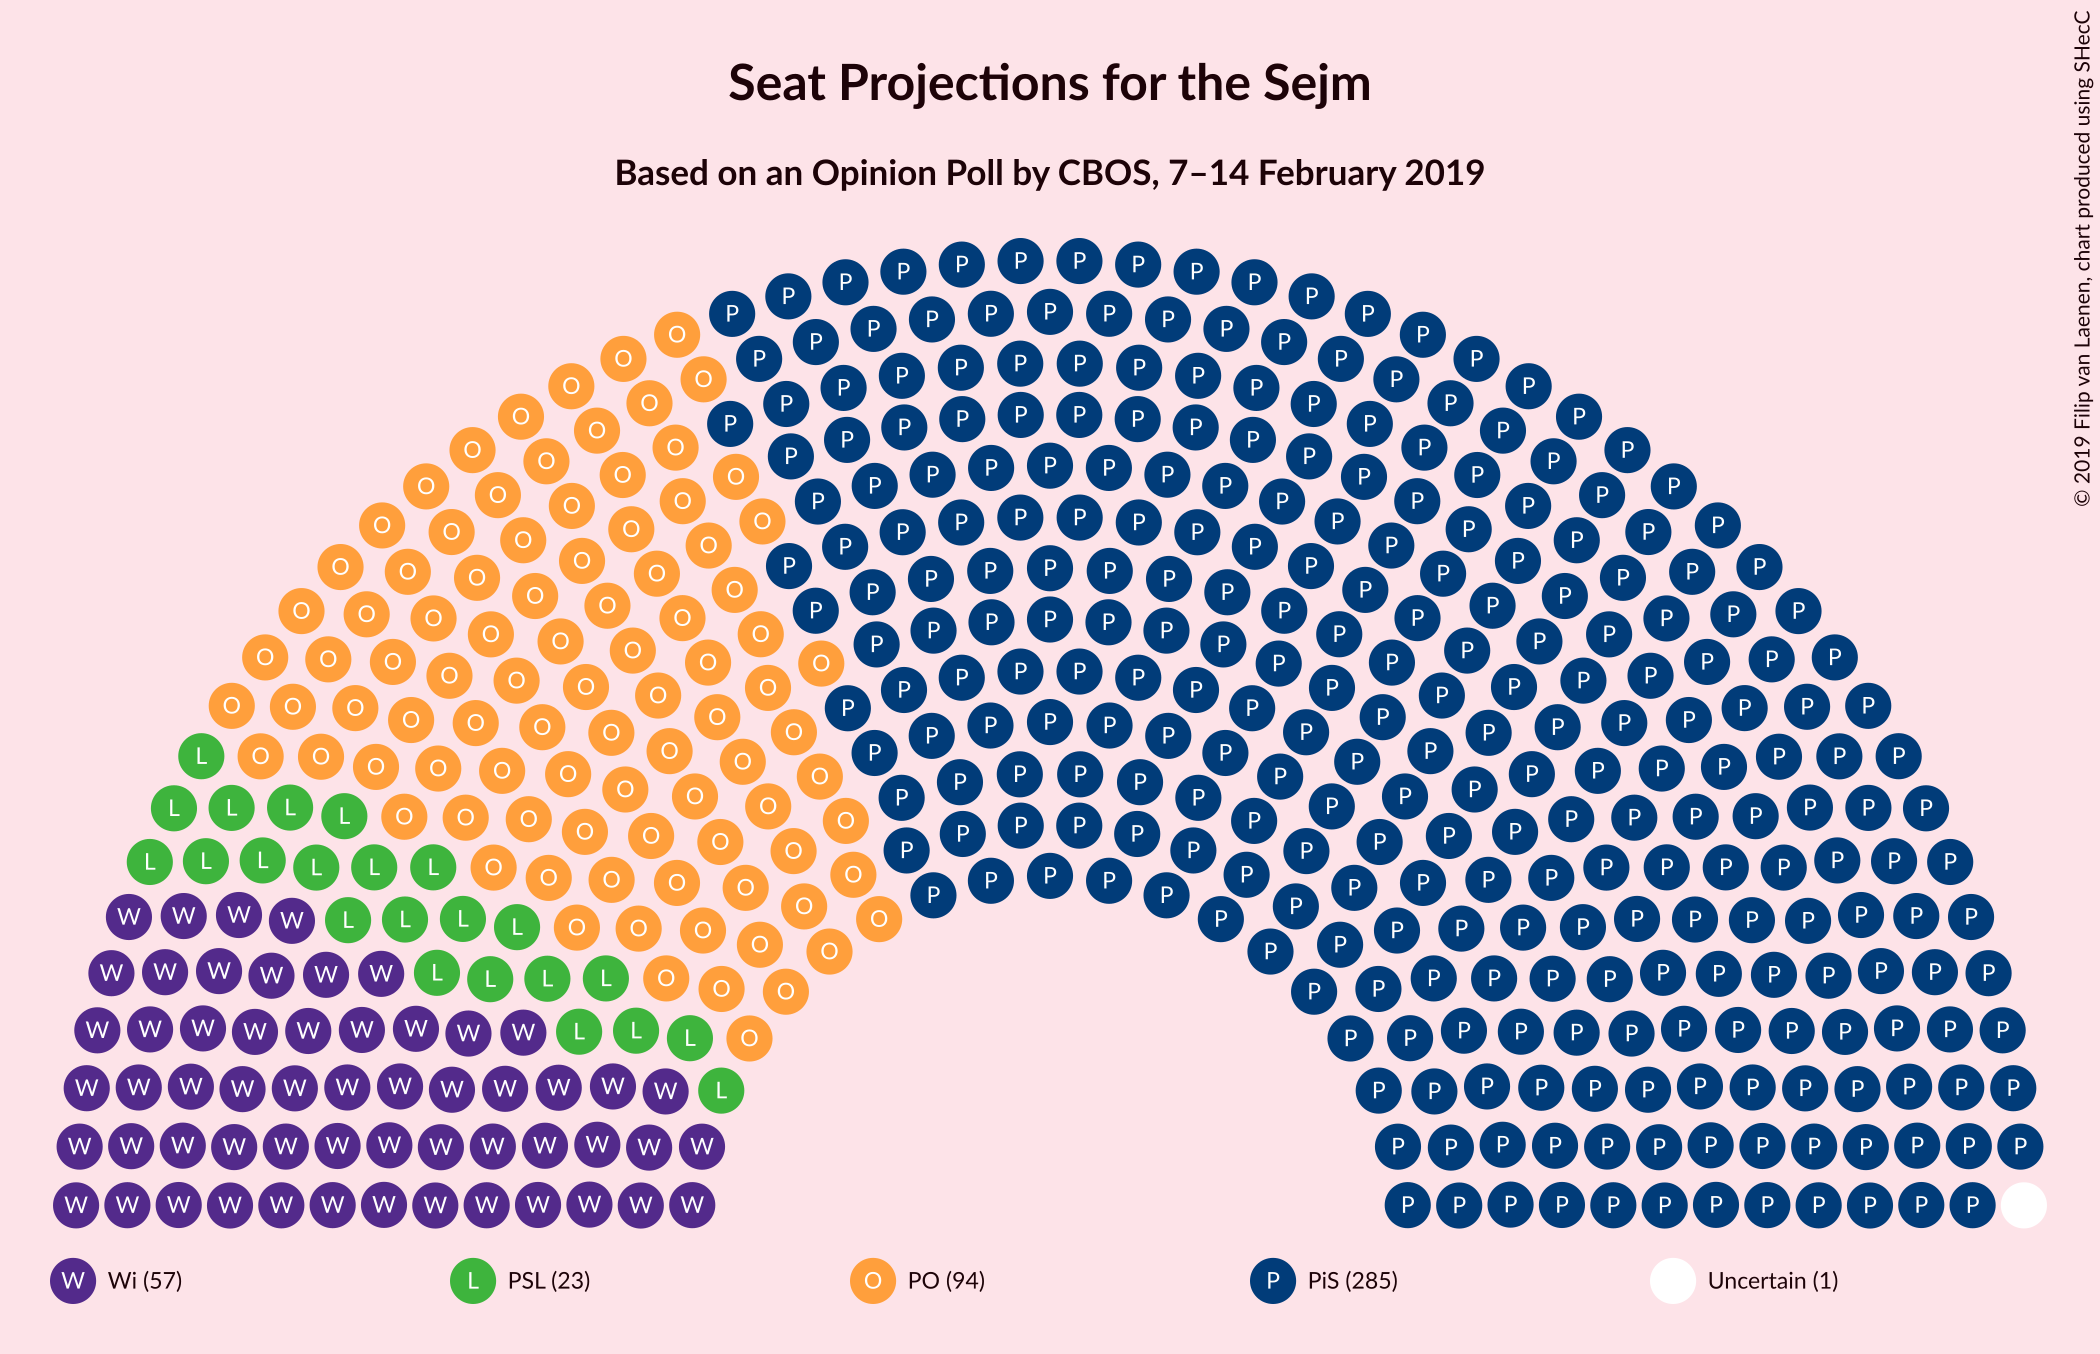 Seat Projections for the Sejm
Based on an Opinion Poll by CBOS, 7–14 February 2019
© 2019 Filip van Laenen, chart produced using SHecC
W Wi (57)
L PSL (23)
O PO (94)
P PiS (285)
Uncertain (1)